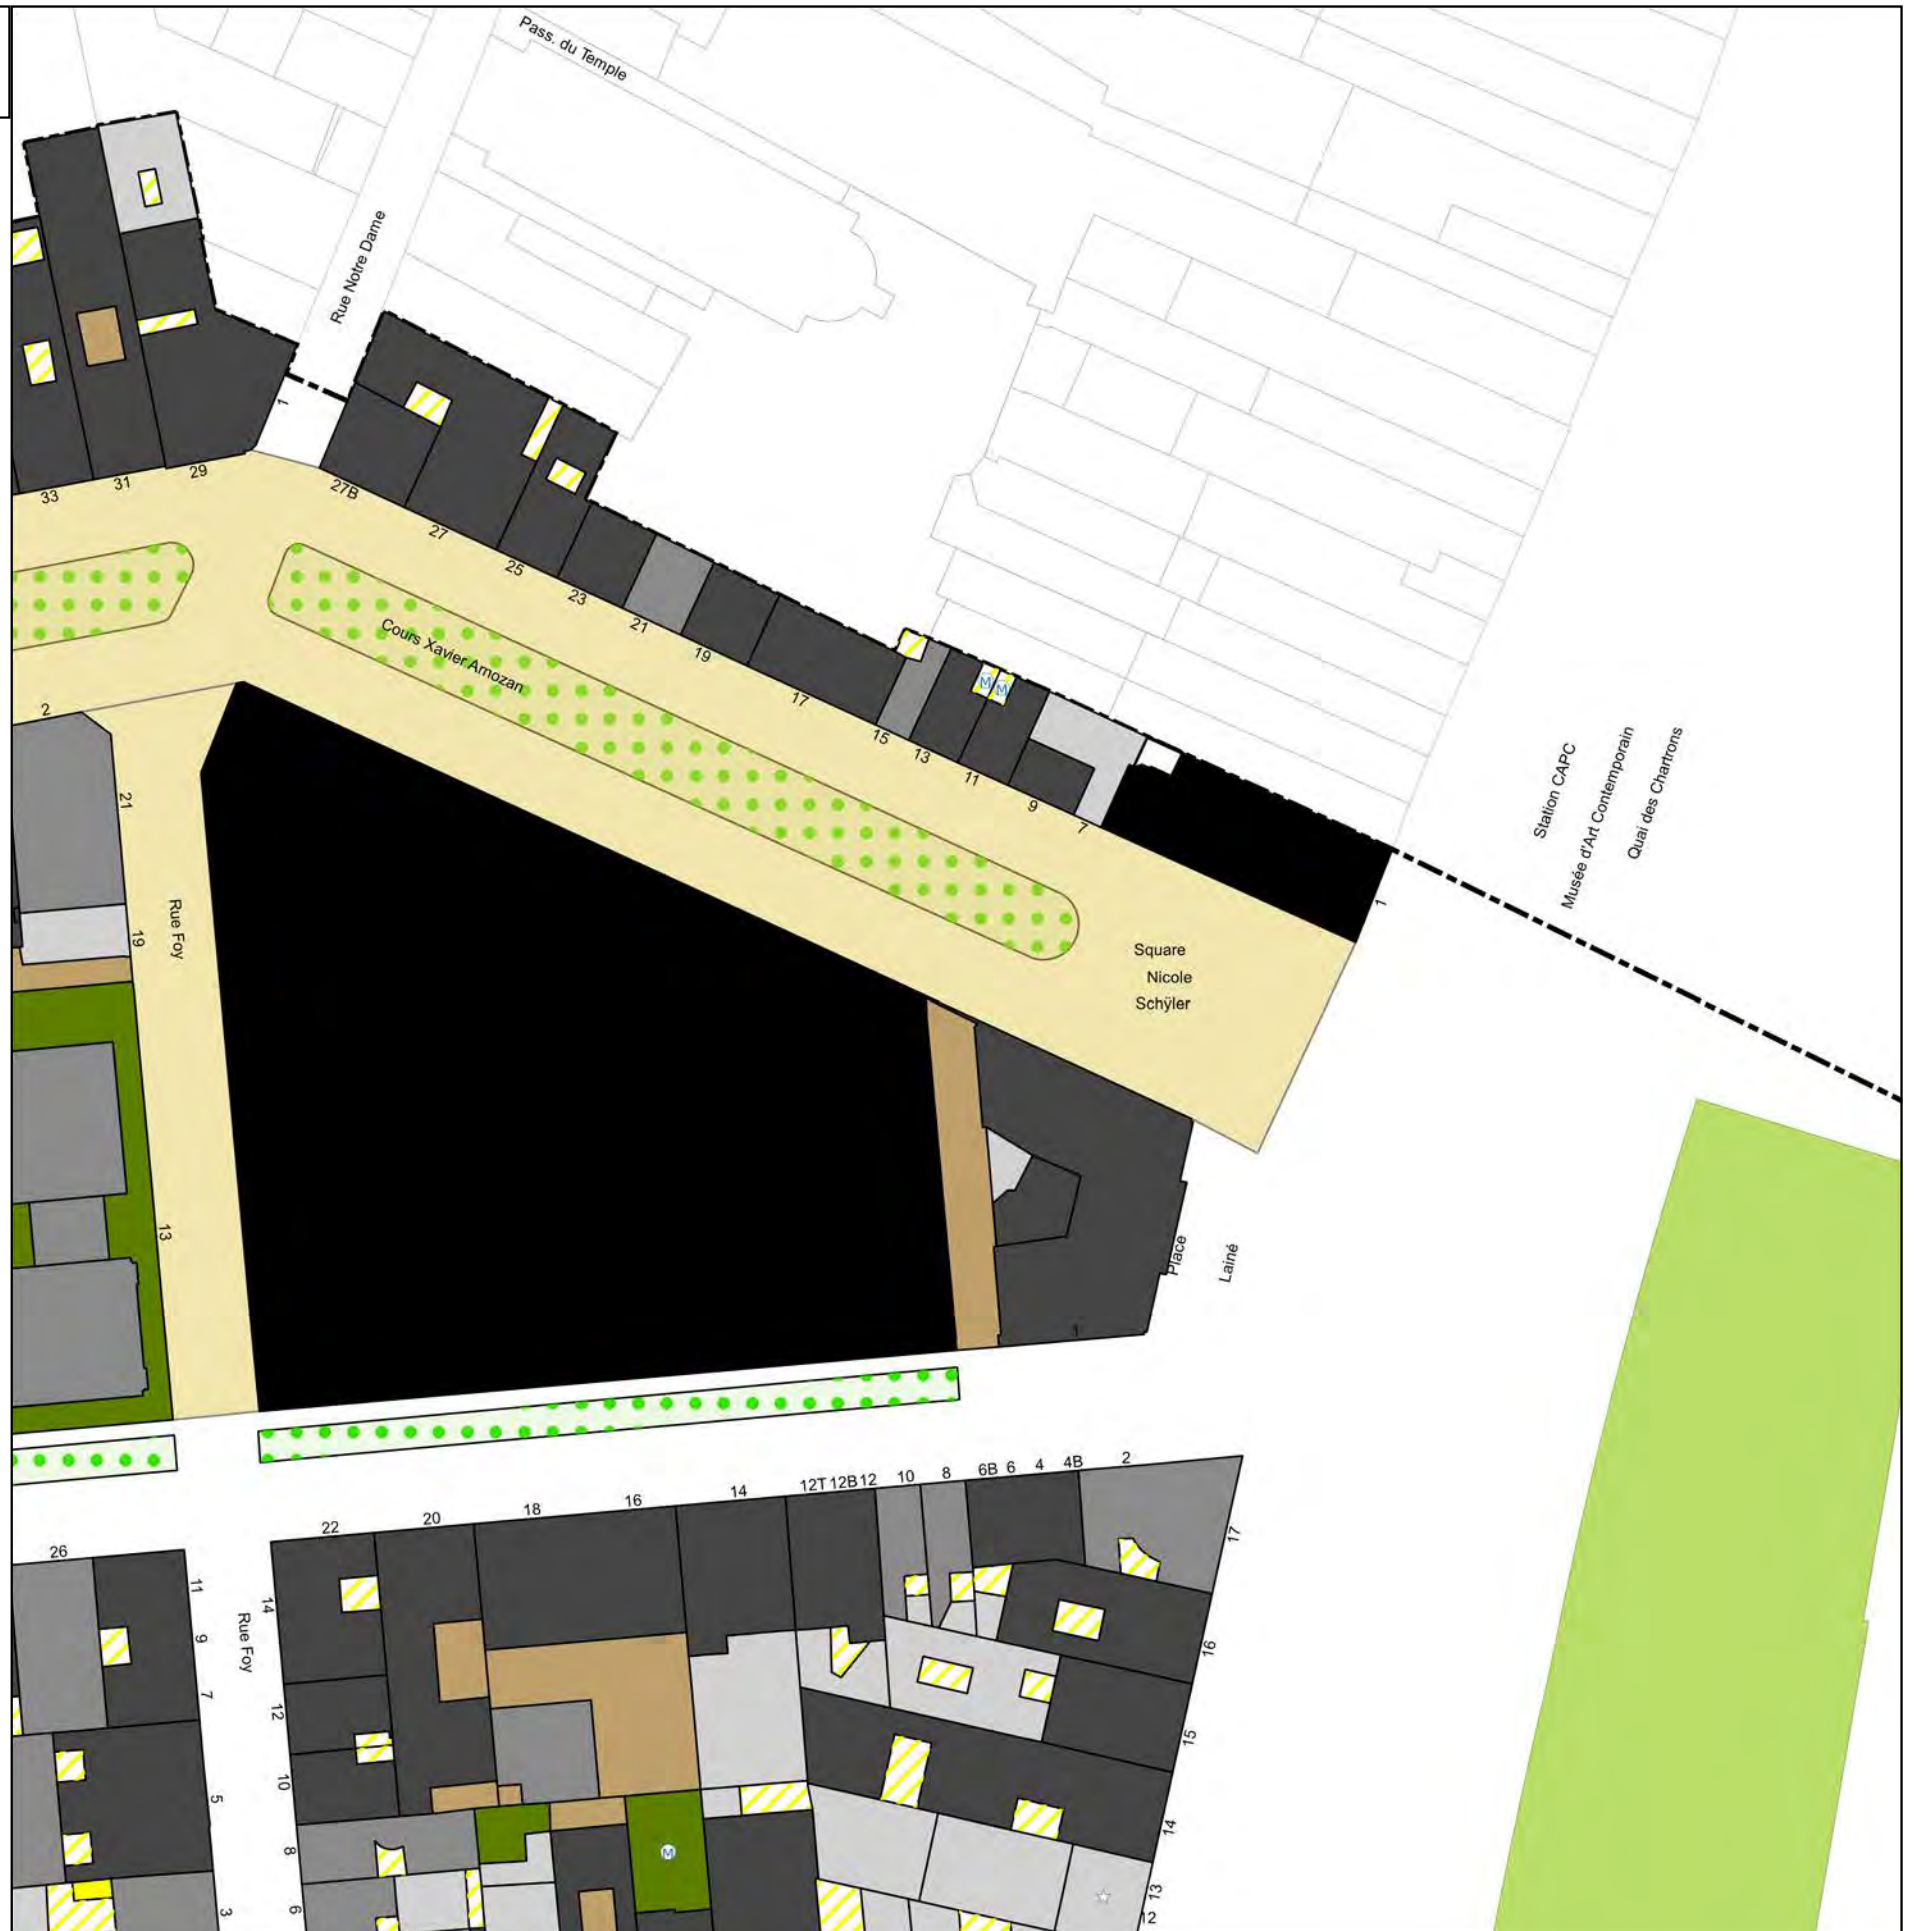 Pass. du Temple
Rue Notre Dame
1
33
31
29
27B
27
25
23
21
19
17
15
13
11
9
7
1
Cours Xavier Arnozan
Station CAPC
Musée d'Art Contemporain
Quai des Chartrons
Square
Nicole
Schÿler
2
21
19
Rue Foy
13
Place
Lainé
1
26
22
20
18
16
14
12T
12B
12
10
8
6B
6
4
4B
2
17
16
15
14
13
12
11
9
7
5
3
Rue Foy
14
12
10
8
6
M
M
M